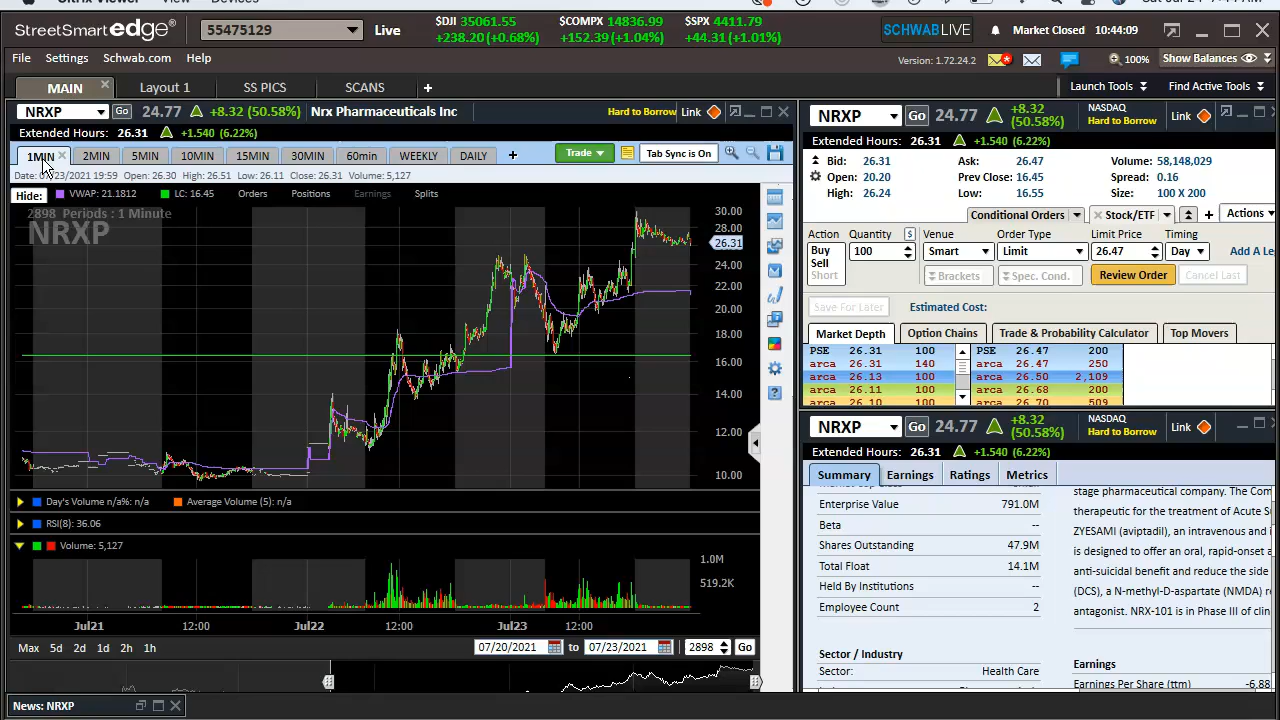 Citrix Viewer Devices
StreetSmart edge®
55475129
Live
$DJI 35061.55
+238.20(+0.68%)
$COMPX 14836.99
+152.39(+1.04%)
$SPX 4411.79
+44.31(+1.01%)
SCHWABLIVE
Market Closed
10:44:09
File Settings Schwab.com Help
Version: 1.72.24.2
100%
Show Balances
MAIN
Layout 1
SS PICS
SCANS
Launch Tools
Find Active Tools
NRXP
Go
24.77
+8.32 (50.58%)
Nrx Pharmaceuticals Inc
Hard to Borrow
Link
Extended Hours: 26.31 +1.540 (6.22%)
1MIN 2MIN 5MIN 10MIN 15MIN 30MIN 60min WEEKLY DAILY
Trade
Tab Sync is On
/23/2021 19:59 Open: 26.30 High: 26.51 Low: 26.11 Close: 26.31 Volume: 5,127
Hide:
VWAP: 21.1812
LC: 16.45
Orders
Positions
Earnings
Splits
2898 Periods : 1 Minute
NRXP
30.00
28.00
26.31
24.00
22.00
20.00
18.00
16.00
14.00
12.00
10.00
Day's Volume n/a%: n/a
Average Volume (5): n/a
RSI(8): 36.06
Volume: 5,127
1.0M
519.2K
Jul21
12:00
Jul22
12:00
Jul23
12:00
Max 5d 2d 1d 2h 1h
07/20/2021 to 07/23/2021 2898 Go
News: NRXP
NRXP
Go
24.77
+8.32
(50.58%)
NASDAQ
Hard to Borrow
Link
Extended Hours: 26.31 +1.540 (6.22%)
Bid: 26.31 Ask: 26.47 Volume: 58,148,029
Open: 20.20 Prev Close: 16.45 Spread: 0.16
High: 26.24 Low: 16.55 Size: 100 X 200
Conditional Orders
Stock/ETF
Actions
Action Quantity $ Venue Order Type Limit Price Timing
Buy
Sell
Short
100
Smart
Limit
26.47
Day
Add A Le
Brackets
Spec. Cond.
Review Order
Cancel Last
Save For Later
Estimated Cost:
Market Depth
Option Chains
Trade & Probability Calculator
Top Movers
PSE 26.31 100 PSE 26.47 200
arca 26.31 140 arca 26.47 250
arca 26.13 100 arca 26.50 2,109
arca 26.11 100 arca 26.68 200
arca 26.10 100 arca 26.70 509
NRXP
Go
24.77
+8.32
(50.58%)
NASDAQ
Hard to Borrow
Link
Extended Hours: 26.31 +1.540 (6.22%)
Summary
Earnings
Ratings
Metrics
Enterprise Value 791.0M
Beta --
Shares Outstanding 47.9M
Total Float 14.1M
Held By Institutions --
Employee Count 2
Sector / Industry
Sector: Health Care
stage pharmaceutical company. The Com
therapeutic for the treatment of Acute Su
ZYESAMI (aviptadil), an intravenous and i
is designed to offer an oral, rapid-onset a
anti-suicidal benefit and reduce the side
(DCS), a N-methyl-D-aspartate (NMDA) re
antagonist. NRX-101 is in Phase III of clin
Earnings
Earnings Per Share (ttm) -6.88